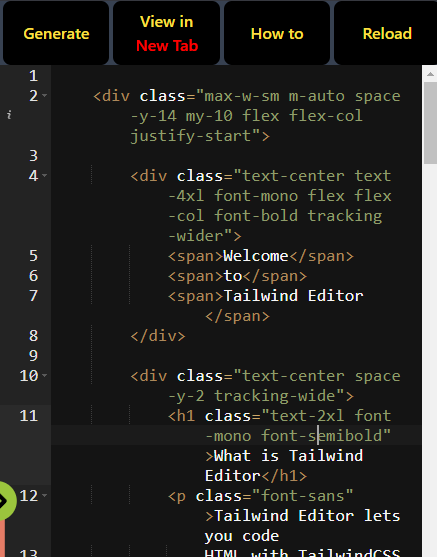 Generate
View in
New Tab
How to
Reload
1
2 <div class="max-w-sm m-auto space
-y-14 my-10 flex flex-col
justify-start">
3
4 <div class="text-center text
-4xl font-mono flex flex
-col font-bold tracking
-wider">
5 <span>Welcome</span>
6 <span>to</span>
7 <span>Tailwind Editor
</span>
8 </div>
9
10 <div class="text-center space
-y-2 tracking-wide">
11 <h1 class="text-2xl font
-mono font-semibold"
>What is Tailwind
Editor</h1>
12 <p class="font-sans"
>Tailwind Editor lets
you code
13 HTML with TailwindCSS